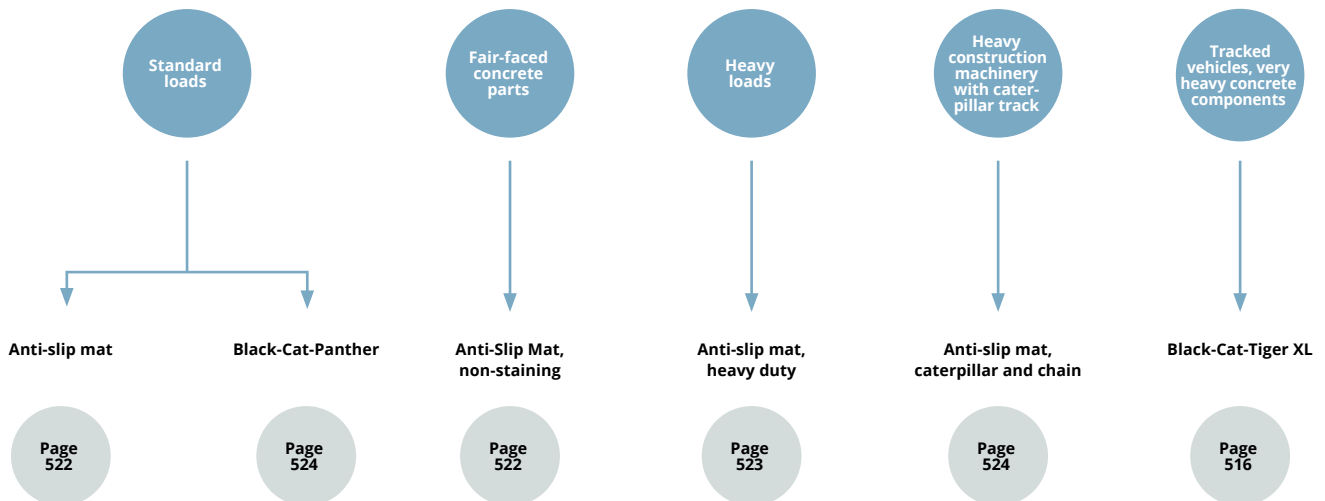 Standard
loads
Fair-faced
concrete
parts
Heavy
loads
Heavy
construction
machinery
with cater-
pillar track
Tracked
vehicles, very
heavy concrete
components
Anti-slip mat
Black-Cat-Panther
Anti-Slip Mat,
non-staining
Anti-slip mat,
heavy duty
Anti-slip mat,
caterpillar and chain
Black-Cat-Tiger XL
Page
522
Page
524
Page
522
Page
523
Page
524
Page
516